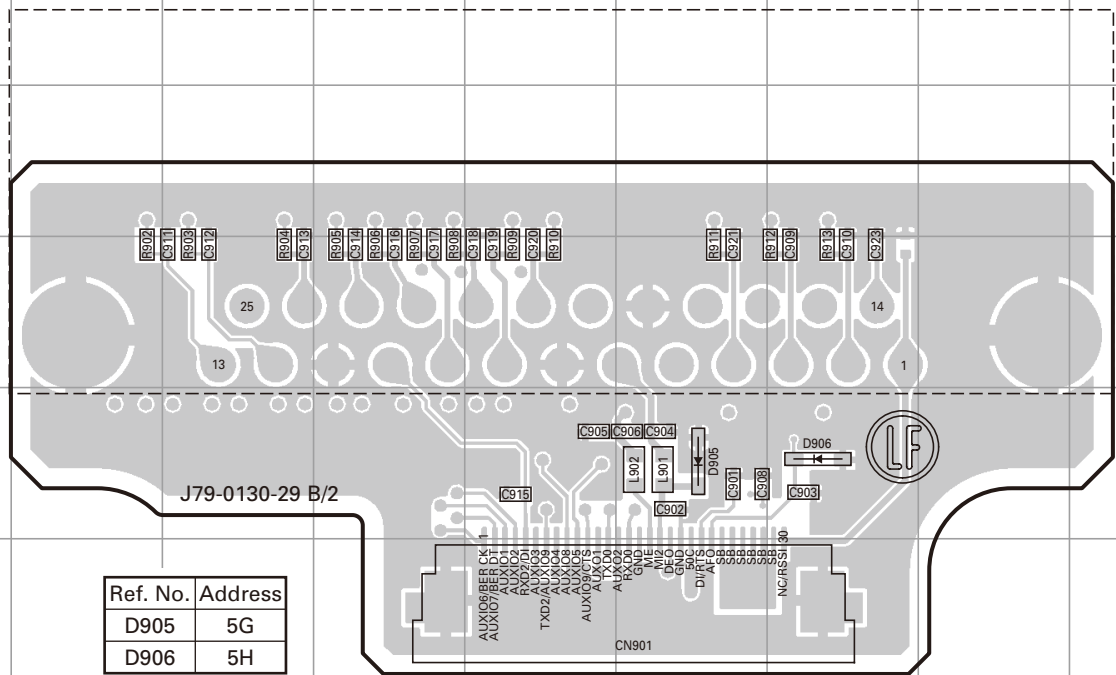 R902 C911 R903 C912 R904 C913 R905 C914 R906 C916 R907 C917 R908 C918 C919 R909 C920 R910 R911 C921 R912 C909 R913 C910 C923
25 14
13 1
C905 C906 C904 D905 D906 LF
L902 L901 C901 C908 C903
J79-0130-29 B/2 C915 C902
AUXIO6/BER CK 1
AUXIO7/BER DT
AUXIO1
AUXIO2
RXD2/DI
AUXIO3
TXD2/AUXIO9
AUXIO4
AUXIO8
AUXIO5
AUXIO9/CTS
AUXO1
TXD0
AUXO2
RXD0
GND
ME
MI2
DEO
GND
50C
DI/RTS
AFO
SB
SB
SB
SB
SB
SB
NC/RSSI 30
CN901
Ref. No. Address
D905 5G
D906 5H